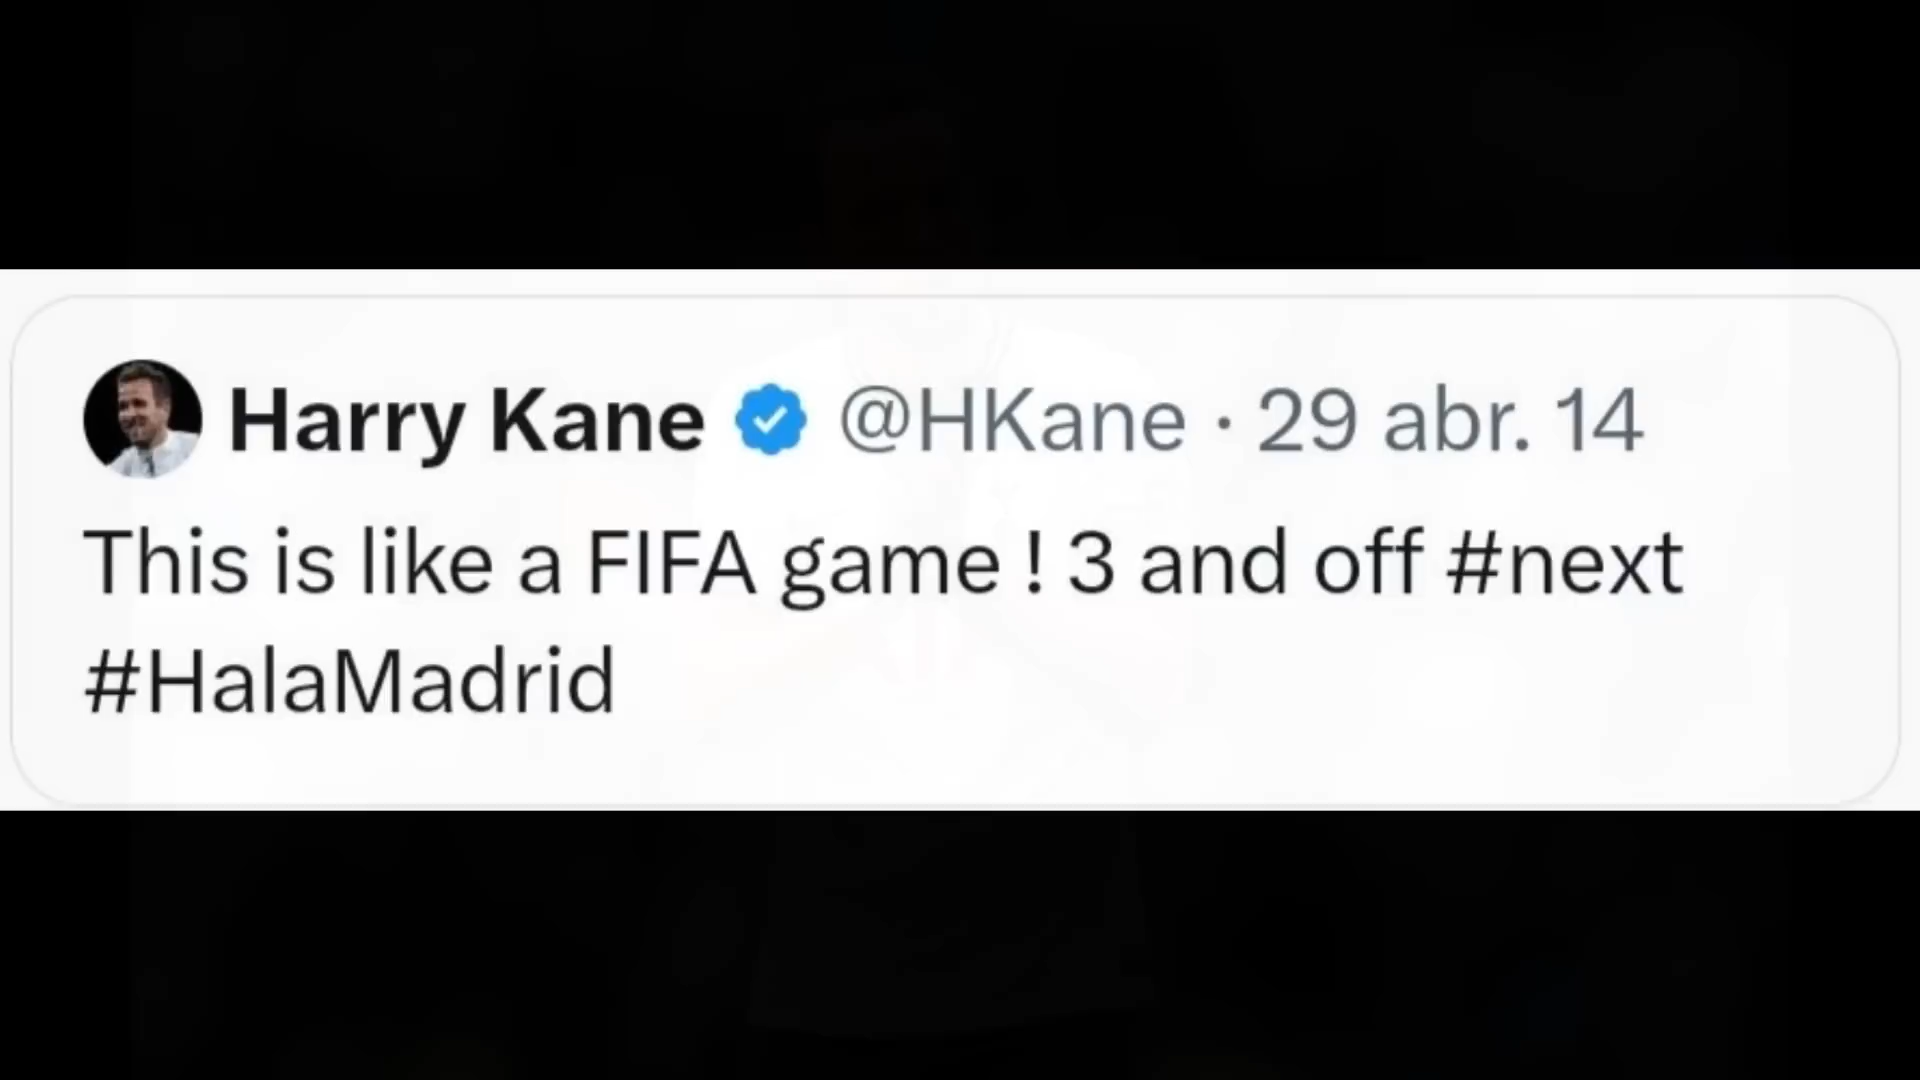 Harry Kane @HKane · 29 abr. 14
This is like a FIFA game ! 3 and off #next
#HalaMadrid